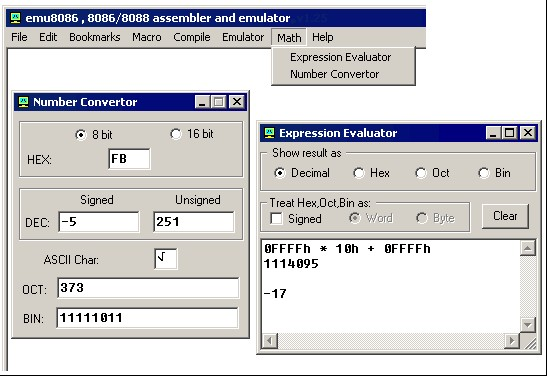 emu8086 , 8086/8088 assembler and emulator
File Edit Bookmarks Macro Compile Emulator Math Help
Expression Evaluator
Number Convertor
Number Convertor
8 bit 16 bit
HEX: FB
Signed Unsigned
DEC: -5 251
ASCII Char: √
OCT: 373
BIN: 11111011
Expression Evaluator
Show result as
Decimal Hex Oct Bin
Treat Hex,Oct,Bin as:
Signed Word Byte Clear
0FFFFh * 10h + 0FFFFh
1114095
-17